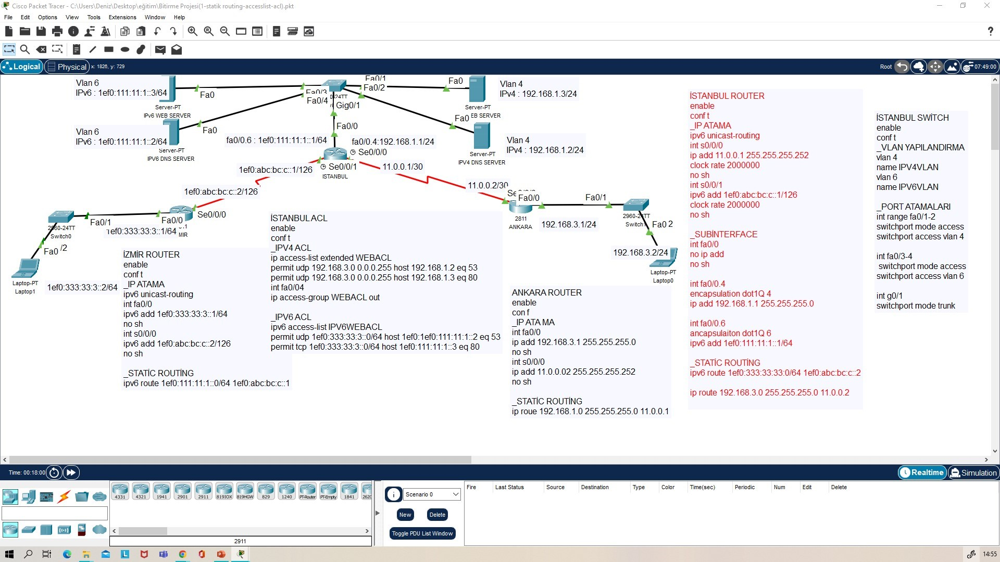 Cisco Packet Tracer - C:\Users\Deniz\Desktop\eğitim\Bitirme Projesi(1-statik routing-accesslist-acl).pkt
File Edit Options View Tools Extensions Window Help
Logical Physical x: 1826, y: 729
Root 07:49:00
Vlan 6
IPv6 : 1ef0:111:11:1::3/64
Fa0
Server-PT
IPv6 WEB SERVER
Fa0/3
Fa0/4
Gig0/1
Fa0/1
Fa0/2
Fa0
Server-PT
EB SERVER
Vlan 4
IPv4 : 192.168.1.3/24
Vlan 6
IPv6 : 1ef0:111:11:1::2/64
Fa0
Server-PT
IPV6 DNS SERVER
Fa0/0
fa0/0.6 : 1ef0:111:11:1::1/64
fa0/0.4:192.168.1.1/24
Se0/0/0
Se0/0/1
ISTANBUL
Fa0
Server-PT
IPV4 DNS SERVER
Vlan 4
IPv4 : 192.168.1.2/24
1ef0:abc:bc:c::1/126
11.0.0.1/30
1ef0:abc:bc:c::2/126
11.0.0.2/30
Se0/0/0
Fa0/0
2811
ANKARA
Fa0/1
192.168.3.1/24
2960-24TT
Switch1
Fa0 2
192.168.3.2/24
Laptop-PT
Laptop0
Se0/0/0
Fa0/0
MIR
1ef0:333:33:3::1/64
Fa0/1
2960-24TT
Switch0
Fa0 /2
Laptop-PT
Laptop1
1ef0:333:33:3::2/64
İZMİR ROUTER
enable
conf t
_IP ATAMA
ipv6 unicast-routing
int fa0/0
ipv6 add 1ef0:333:33:3::1/64
no sh
int s0/0/0
ipv6 add 1ef0:abc:bc:c::2/126
no sh
_STATİC ROUTİNG
ipv6 route 1ef0:111:11:1::0/64 1ef0:abc:bc:c::1
İSTANBUL ACL
enable
conf t
_IPV4 ACL
ip access-list extended WEBACL
permit udp 192.168.3.0 0.0.0.255 host 192.168.1.2 eq 53
permit udp 192.168.3.0 0.0.0.255 host 192.168.1.3 eq 80
int fa0/04
ip access-group WEBACL out
_IPV6 ACL
ipv6 access-list IPV6WEBACL
permit udp 1ef0:333:33:3::0/64 host 1ef0:1ef0:111:11:1::2 eq 53
permit tcp 1ef0:333:33:3::0/64 host 1ef0:111:11:1::3 eq 80
ANKARA ROUTER
enable
con f
_IP ATA MA
int fa0/0
ip add 192.168.3.1 255.255.255.0
no sh
int s0/0/0
ip add 11.0.0.02 255.255.255.252
no sh
_STATİC ROUTİNG
ip roue 192.168.1.0 255.255.255.0 11.0.0.1
İSTANBUL ROUTER
enable
conf t
_IP ATAMA
ipv6 unicast-routing
int s0/0/0
ip add 11.0.0.1 255.255.255.252
clock rate 2000000
no sh
int s0/0/1
ipv6 add 1ef0:abc:bc:c::1/126
clock rate 2000000
no sh
_SUBİNTERFACE
int fa0/0
no ip add
no sh
int fa0/0.4
encapsulation dot1Q 4
ip add 192.168.1.1 255.255.255.0
int fa0/0.6
ancapsulaiton dot1Q 6
ipv6 add 1ef0:111:11:1::1/64
_STATİC ROUTİNG
ipv6 route 1ef0:333:33:33:0/64 1ef0:abc:bc:c::2
ip route 192.168.3.0 255.255.255.0 11.0.0.2
İSTANBUL SWİTCH
enable
conf t
_VLAN YAPILANDIRMA
vlan 4
name IPV4VLAN
vlan 6
name IPV6VLAN
_PORT ATAMALARI
int range fa0/1-2
switchport mode access
switchport access vlan 4
int fa0/3-4
switchport mode access
switchport access vlan 6
int g0/1
switchport mode trunk
Time: 00:18:00
Realtime Simulation
4331 4321 1941 2901 2911 819IOX 819HGW 829 1240 PT-Router PT-Empty 1841 2620
2911
Scenario 0
New Delete
Toggle PDU List Window
Fire Last Status Source Destination Type Color Time(sec) Periodic Num Edit Delete
14:55